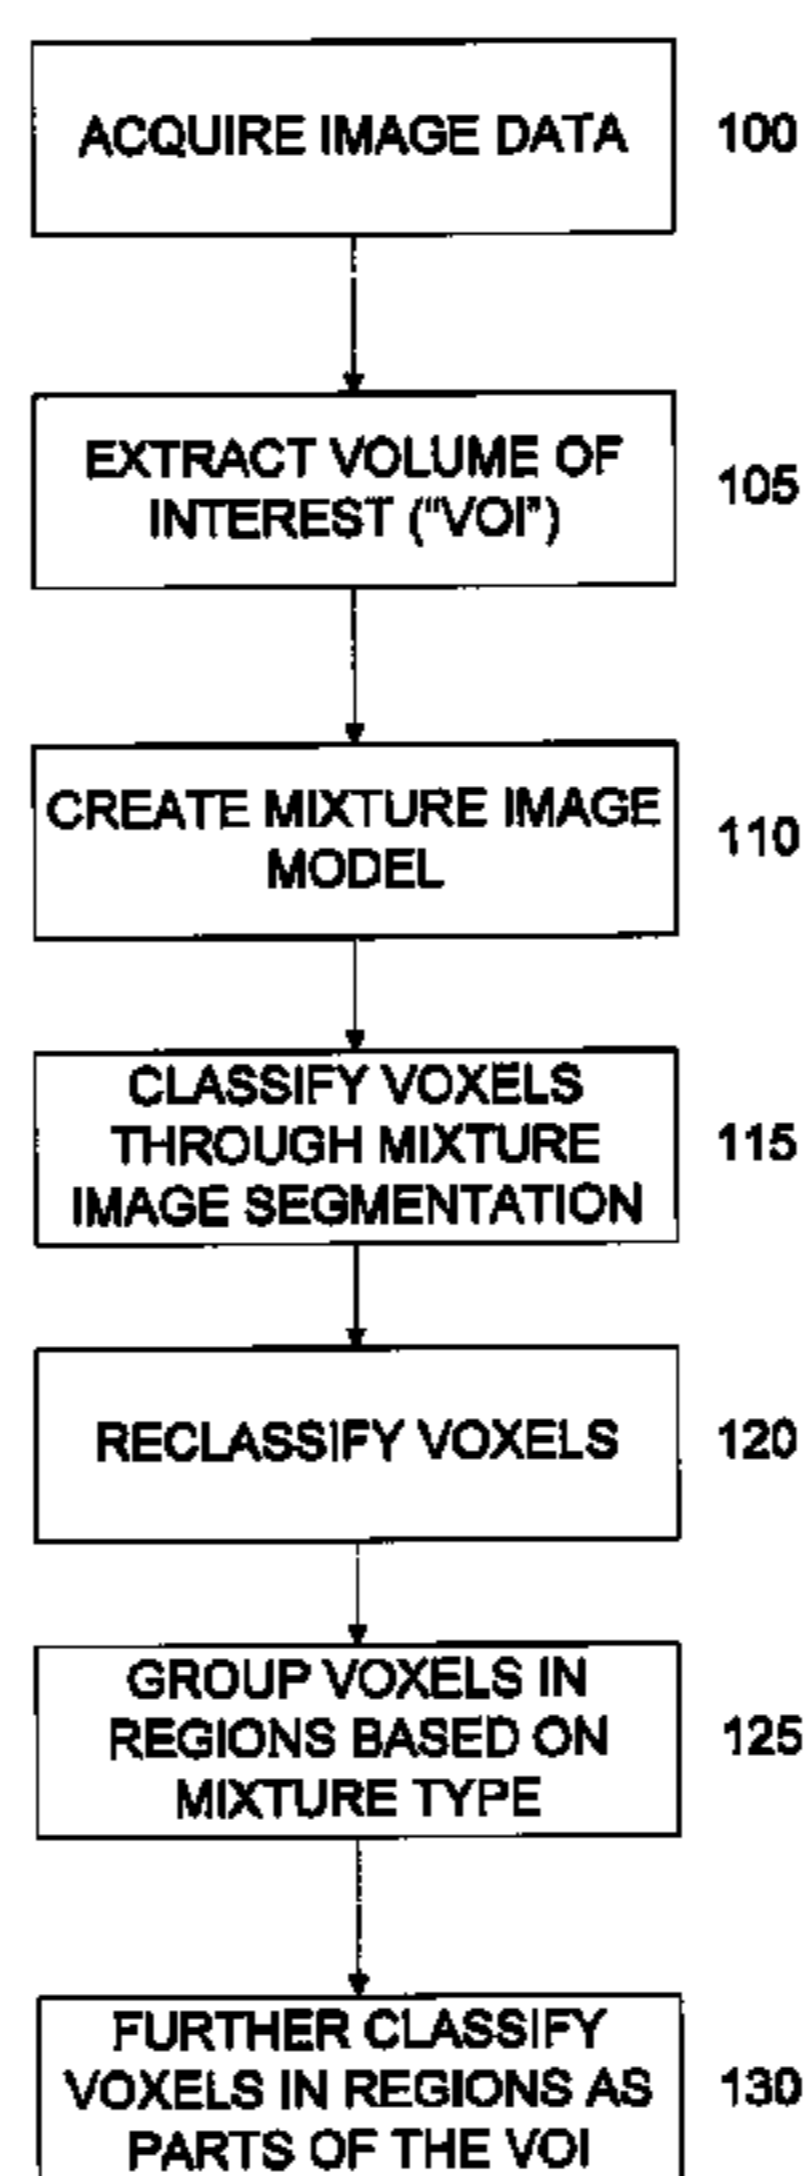 ACQUIRE IMAGE DATA
100
EXTRACT VOLUME OF
INTEREST ("VOI")
105
CREATE MIXTURE IMAGE
MODEL
110
CLASSIFY VOXELS
THROUGH MIXTURE
IMAGE SEGMENTATION
115
RECLASSIFY VOXELS
120
GROUP VOXELS IN
REGIONS BASED ON
MIXTURE TYPE
125
FURTHER CLASSIFY
VOXELS IN REGIONS AS
PARTS OF THE VOI
130